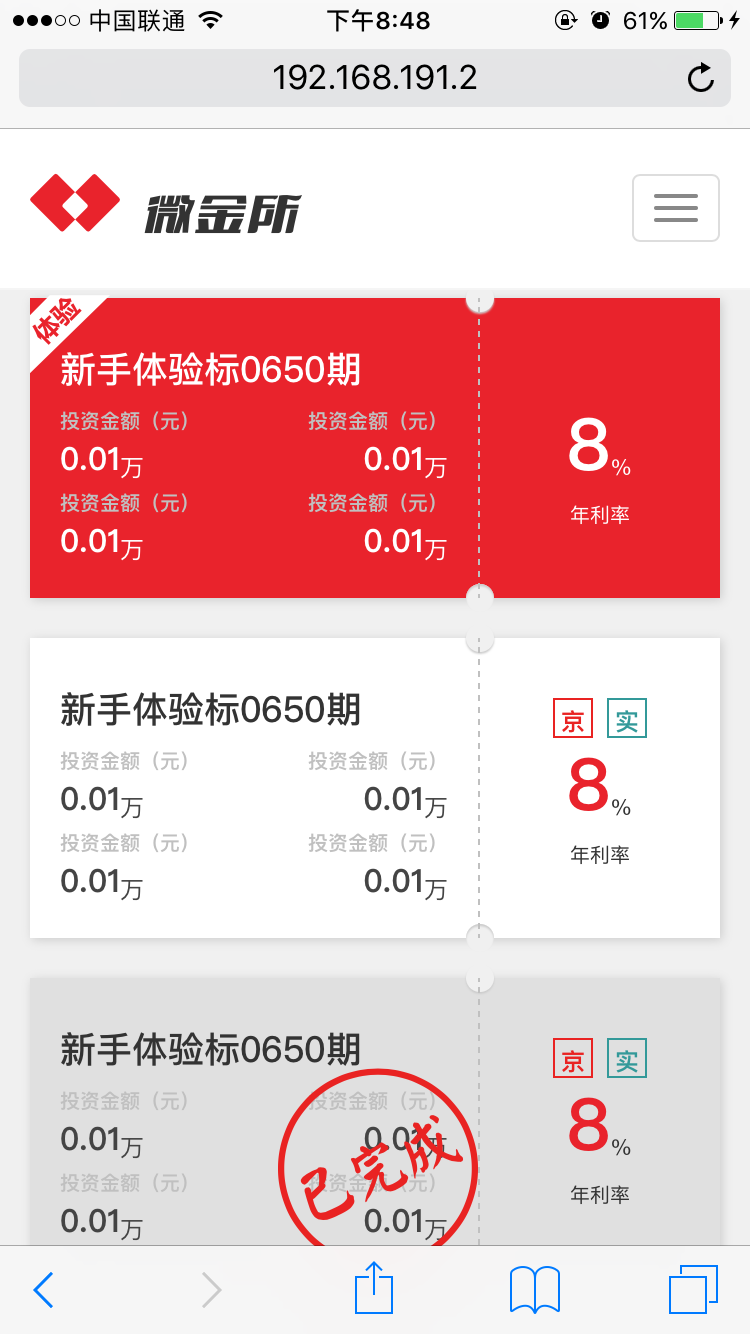 中国联通 下午8:48 61%
192.168.191.2
微金所
体验
新手体验标0650期
投资金额（元） 投资金额（元）
0.01万 0.01万
投资金额（元） 投资金额（元）
0.01万 0.01万
8%
年利率
新手体验标0650期
投资金额（元） 投资金额（元）
0.01万 0.01万
投资金额（元） 投资金额（元）
0.01万 0.01万
京 实
8%
年利率
新手体验标0650期
投资金额（元） 投资金额（元）
0.01万 0.01万
投资金额（元） 投资金额（元）
0.01万 0.01万
已完成
京 实
8%
年利率